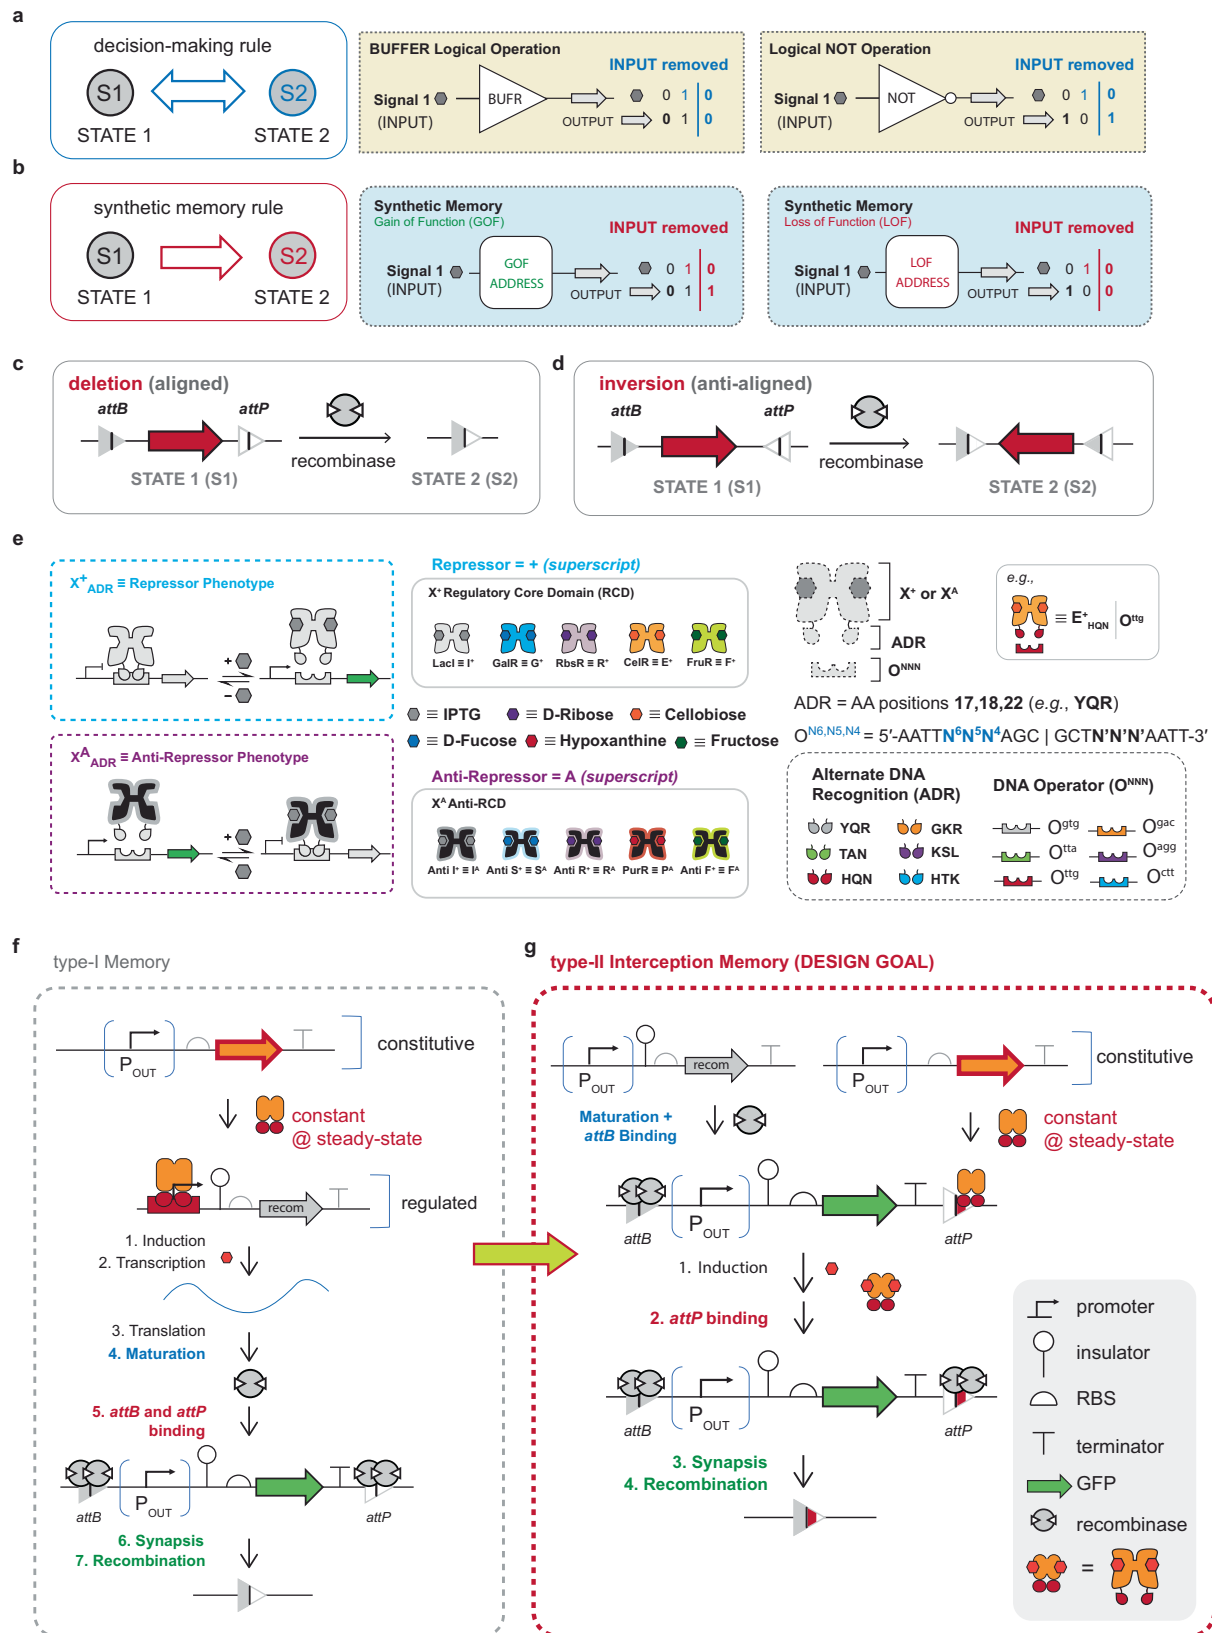 a
decision-making rule
S1
S2
STATE 1
STATE 2
BUFFER Logical Operation
INPUT removed
Signal 1
(INPUT)
BUFR
0 1 0
OUTPUT
0 1 0
Logical NOT Operation
INPUT removed
Signal 1
(INPUT)
NOT
0 1 0
OUTPUT
1 0 1
b
synthetic memory rule
S1
S2
STATE 1
STATE 2
Synthetic Memory
Gain of Function (GOF)
INPUT removed
Signal 1
(INPUT)
GOF
ADDRESS
0 1 0
OUTPUT
0 1 1
Synthetic Memory
Loss of Function (LOF)
INPUT removed
Signal 1
(INPUT)
LOF
ADDRESS
0 1 0
OUTPUT
1 0 0
c
deletion (aligned)
attB
attP
recombinase
STATE 1 (S1)
STATE 2 (S2)
d
inversion (anti-aligned)
attB
attP
recombinase
STATE 1 (S1)
STATE 2 (S2)
e
X⁺ADR ≡ Repressor Phenotype
+
−
Xᴬ ADR ≡ Anti-Repressor Phenotype
+
−
Repressor = + (superscript)
X⁺ Regulatory Core Domain (RCD)
LacI ≡ I⁺ GalR ≡ G⁺ RbsR ≡ R⁺ CelR ≡ E⁺ FruR ≡ F⁺
≡ IPTG ≡ D-Ribose ≡ Cellobiose
≡ D-Fucose ≡ Hypoxanthine ≡ Fructose
Anti-Repressor = A (superscript)
Xᴬ Anti-RCD
Anti I⁺ ≡ Iᴬ Anti S⁺ ≡ Sᴬ Anti R⁺ ≡ Rᴬ PurR ≡ Pᴬ Anti F⁺ ≡ Fᴬ
X⁺ or Xᴬ
ADR
Oᴺᴺᴺ
e.g.,
≡ E⁺HQN | Oᵗᵗᵍ
ADR = AA positions 17,18,22 (e.g., YQR)
O^N6,N5,N4 = 5′-AATTN⁶N⁵N⁴AGC | GCTN'N'N'AATT-3′
Alternate DNA
Recognition (ADR)
YQR GKR
TAN KSL
HQN HTK
DNA Operator (Oᴺᴺᴺ)
Oᵍᵗᵍ Oᵍᵃᶜ
Oᵗᵗᵃ Oᵃᵍᵍ
Oᵗᵗᵍ Oᶜᵗᵗ
f
type-I Memory
P OUT
constitutive
constant
@ steady-state
recom
regulated
1. Induction
2. Transcription
3. Translation
4. Maturation
5. attB and attP
binding
attB
P OUT
attP
6. Synapsis
7. Recombination
g
type-II Interception Memory (DESIGN GOAL)
P OUT
recom
P OUT
constitutive
Maturation +
attB Binding
constant
@ steady-state
attB
P OUT
attP
1. Induction
2. attP binding
attB
P OUT
attP
3. Synapsis
4. Recombination
promoter
insulator
RBS
terminator
GFP
recombinase
=